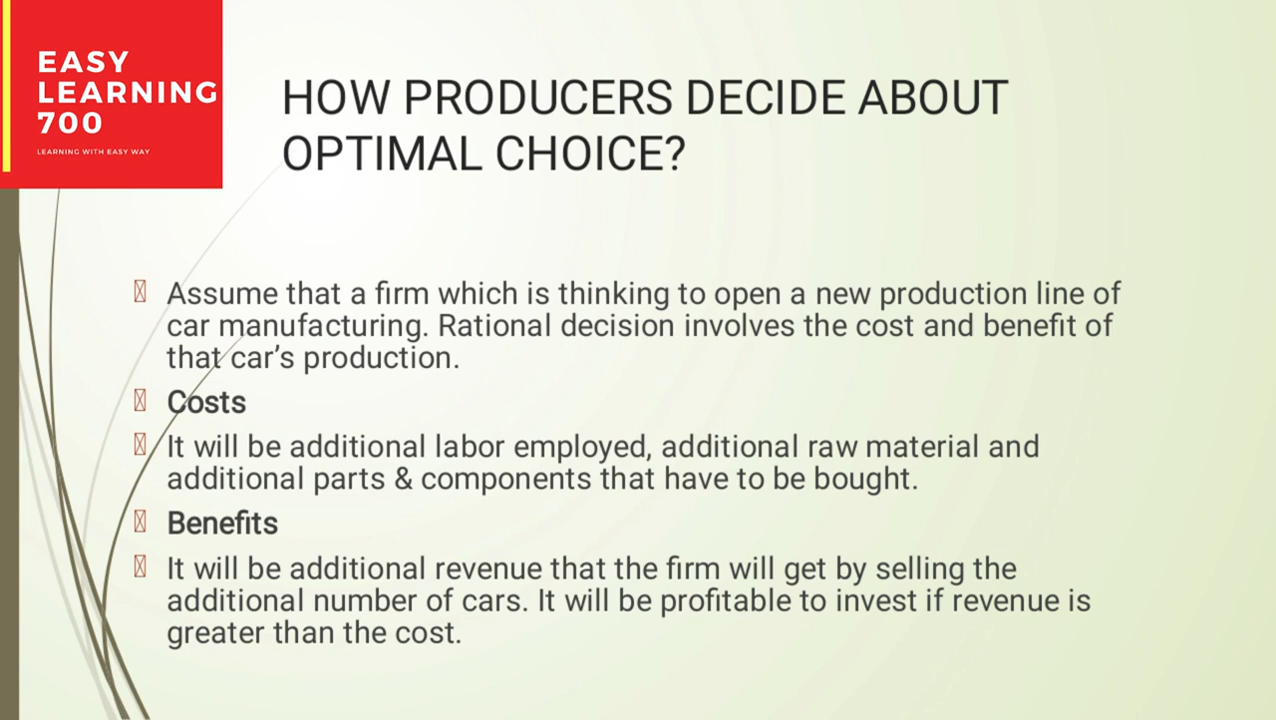 EASY
LEARNING
700
LEARNING WITH EASY WAY
HOW PRODUCERS DECIDE ABOUT
OPTIMAL CHOICE?
Assume that a firm which is thinking to open a new production line of
car manufacturing. Rational decision involves the cost and benefit of
that car’s production.
Costs
It will be additional labor employed, additional raw material and
additional parts & components that have to be bought.
Benefits
It will be additional revenue that the firm will get by selling the
additional number of cars. It will be profitable to invest if revenue is
greater than the cost.